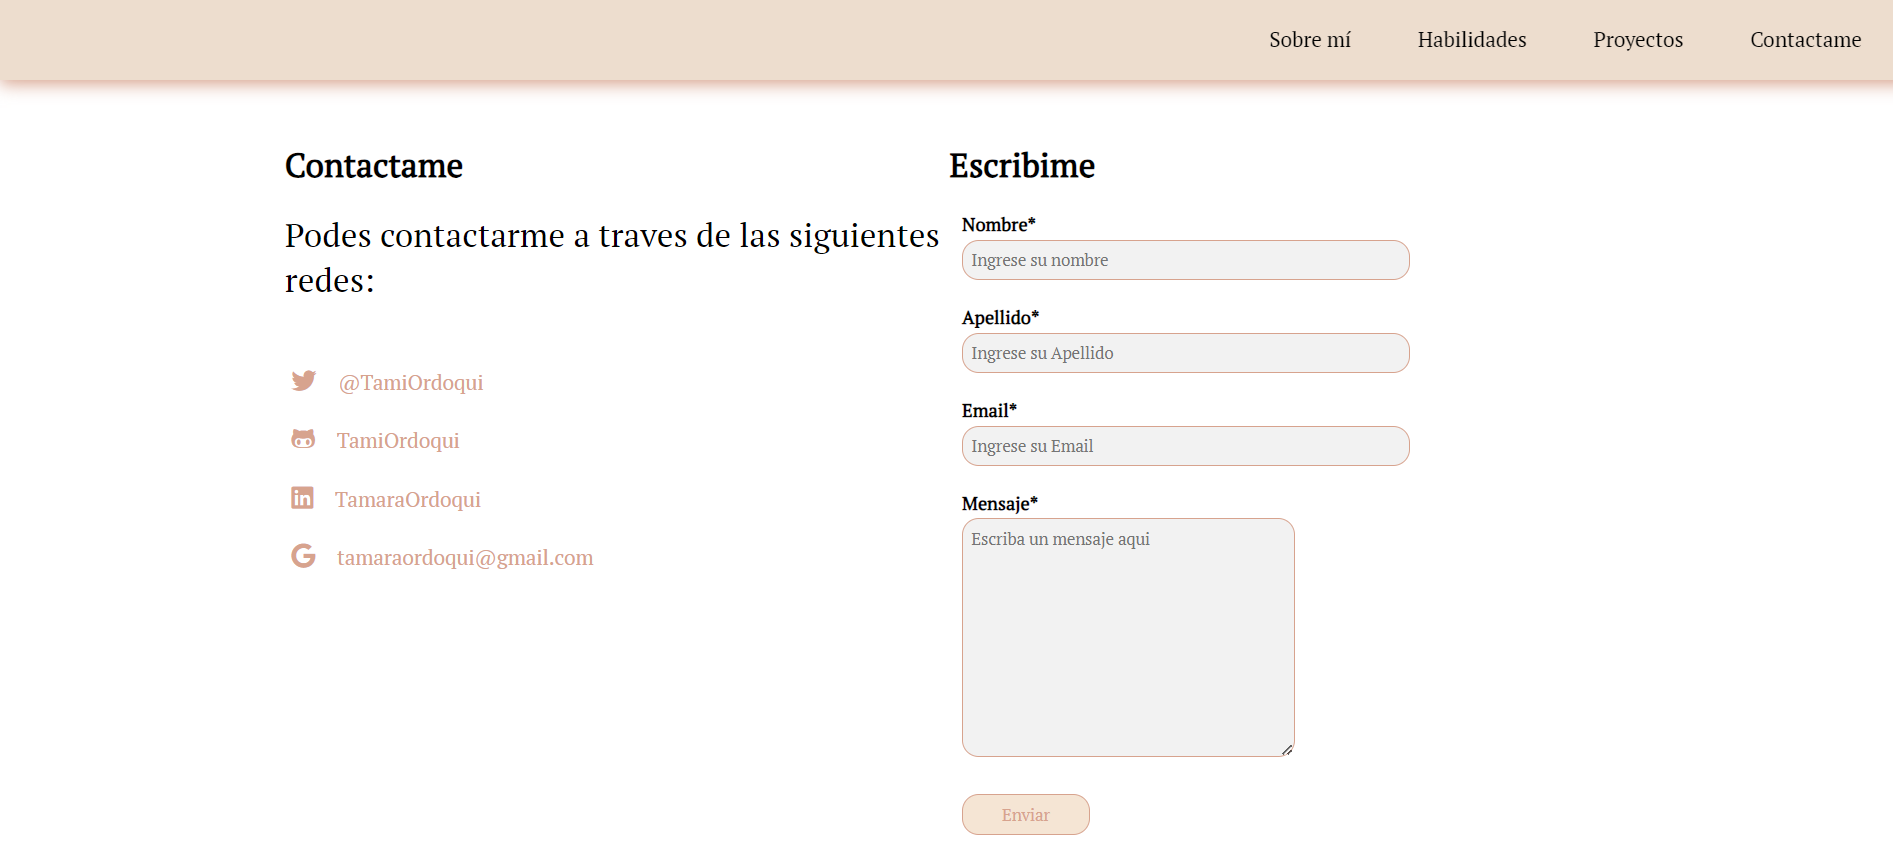 Sobre mí Habilidades Proyectos Contactame
Contactame
Podes contactarme a traves de las siguientes
redes:
@TamiOrdoqui
TamiOrdoqui
TamaraOrdoqui
tamaraordoqui@gmail.com
Escribime
Nombre*
Ingrese su nombre
Apellido*
Ingrese su Apellido
Email*
Ingrese su Email
Mensaje*
Escriba un mensaje aqui
Enviar